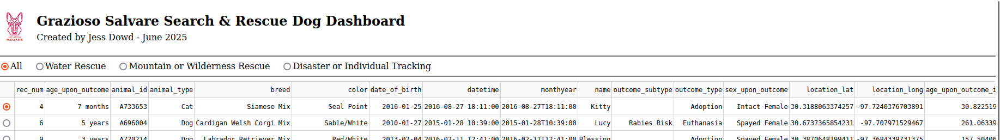 SALVARE
Grazioso Salvare Search & Rescue Dog Dashboard
Created by Jess Dowd - June 2025
All Water Rescue Mountain or Wilderness Rescue Disaster or Individual Tracking
rec_num age_upon_outcome animal_id animal_type breed color date_of_birth datetime monthyear name outcome_subtype outcome_type sex_upon_outcome location_lat location_long age_upon_outcome_i
4 7 months A733653 Cat Siamese Mix Seal Point 2016-01-25 2016-08-27 18:11:00 2016-08-27T18:11:00 Kitty Adoption Intact Female 30.3188063374257 -97.7240376703891 30.822519
6 5 years A696004 Dog Cardigan Welsh Corgi Mix Sable/White 2010-01-27 2015-01-28 10:39:00 2015-01-28T10:39:00 Lucy Rabies Risk Euthanasia Spayed Female 30.6737365854231 -97.707971529467 261.06339
9 3 years A720214 Dog Labrador Retriever Mix Red/White 2013-02-04 2016-02-11 12:41:00 2016-02-11T12:41:00 Blessing Adoption Spayed Female 30.3870648199411 -97.3684339731375 157.50406